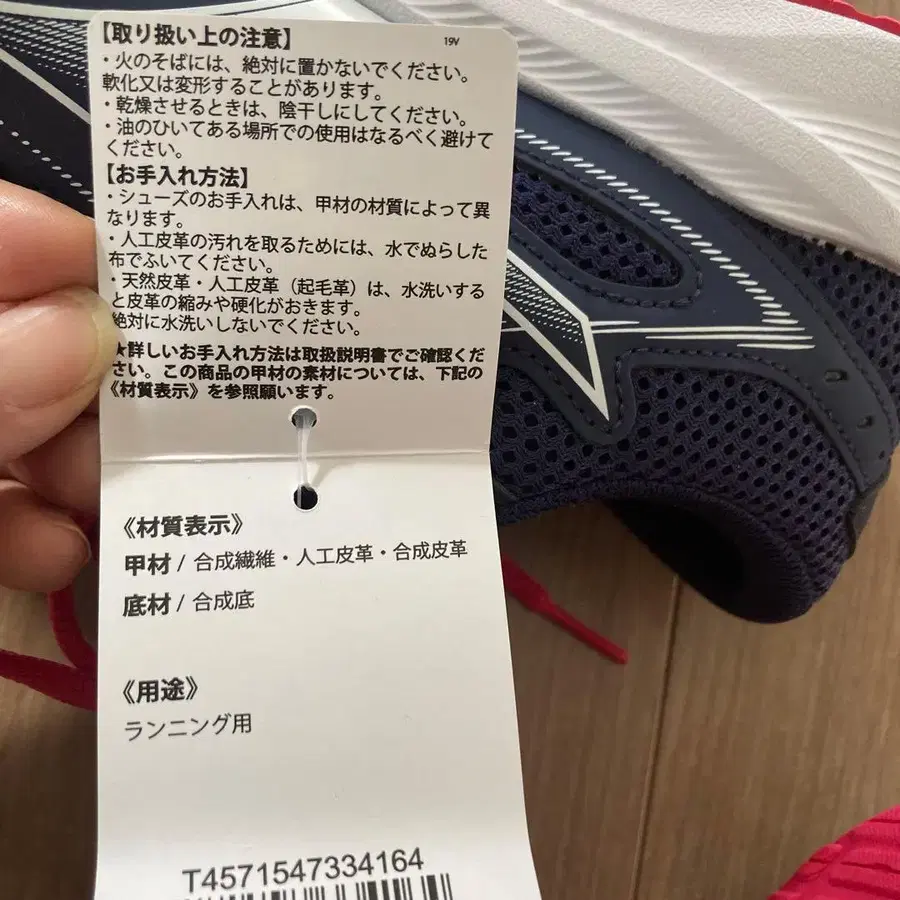 【取り扱い上の注意】
19V
・火のそばには、絶対に置かないでください。
軟化又は変形することがあります。
・乾燥させるときは、陰干しにしてください。
・油のひいてある場所での使用はなるべく避けて
ください。
【お手入れ方法】
・シューズのお手入れは、甲材の材質によって異
なります。
・人工皮革の汚れを取るためには、水でぬらした
布でふいてください。
・天然皮革・人工皮革（起毛革）は、水洗いする
と皮革の縮みや硬化がおきます。
絶対に水洗いしないでください。
★詳しいお手入れ方法は取扱説明書でご確認くだ
さい。この商品の甲材の素材については、下記の
《材質表示》を参照願います。
《材質表示》
甲材 / 合成繊維・人工皮革・合成皮革
底材 / 合成底
《用途》
ランニング用
T4571547334164